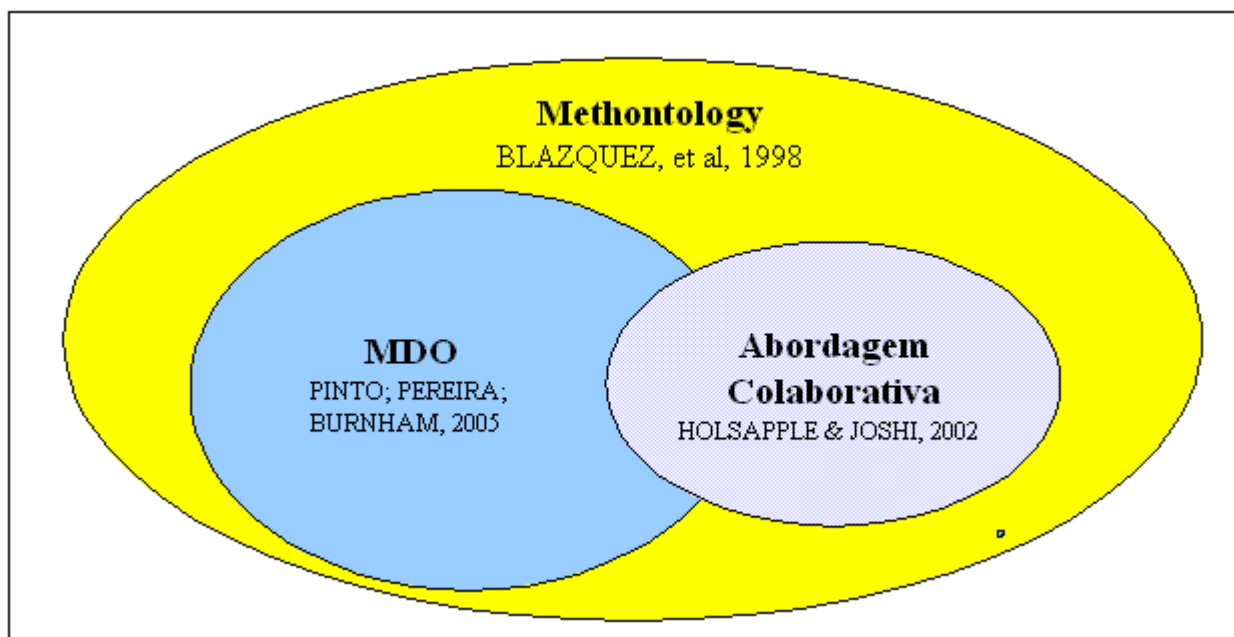 Methontology
BLAZQUEZ, et al, 1998
MDO
PINTO; PEREIRA;
BURNHAM, 2005
Abordagem
Colaborativa
HOLSAPPLE & JOSHI, 2002